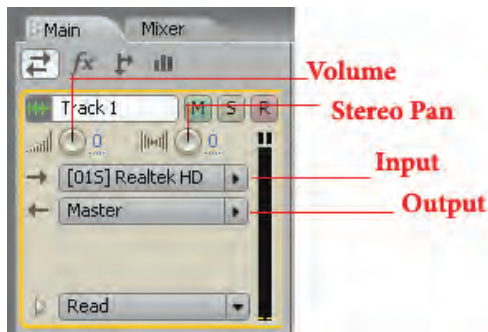 Main Mixer
fx
Volume
Track 1 M S R
Stereo Pan
0 0
Input
[01S] Realtek HD
Output
Master
Read